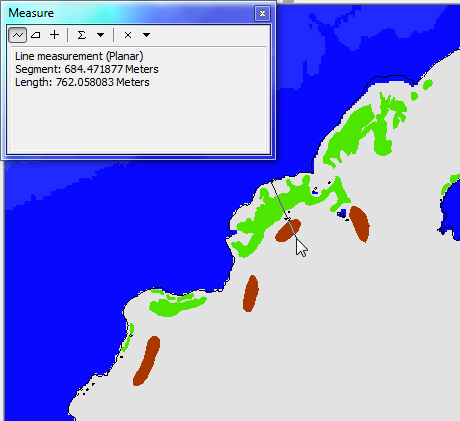 Measure
Line measurement (Planar)
Segment: 684.471877 Meters
Length: 762.058083 Meters